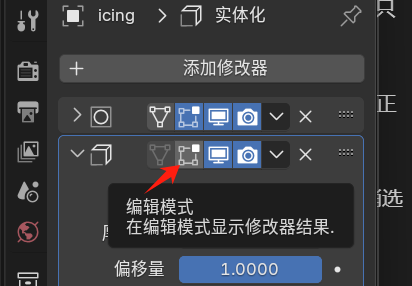 只
icing
实体化
添加修改器
正
编辑模式
在编辑模式显示修改器结果.
选
偏移量
1.0000